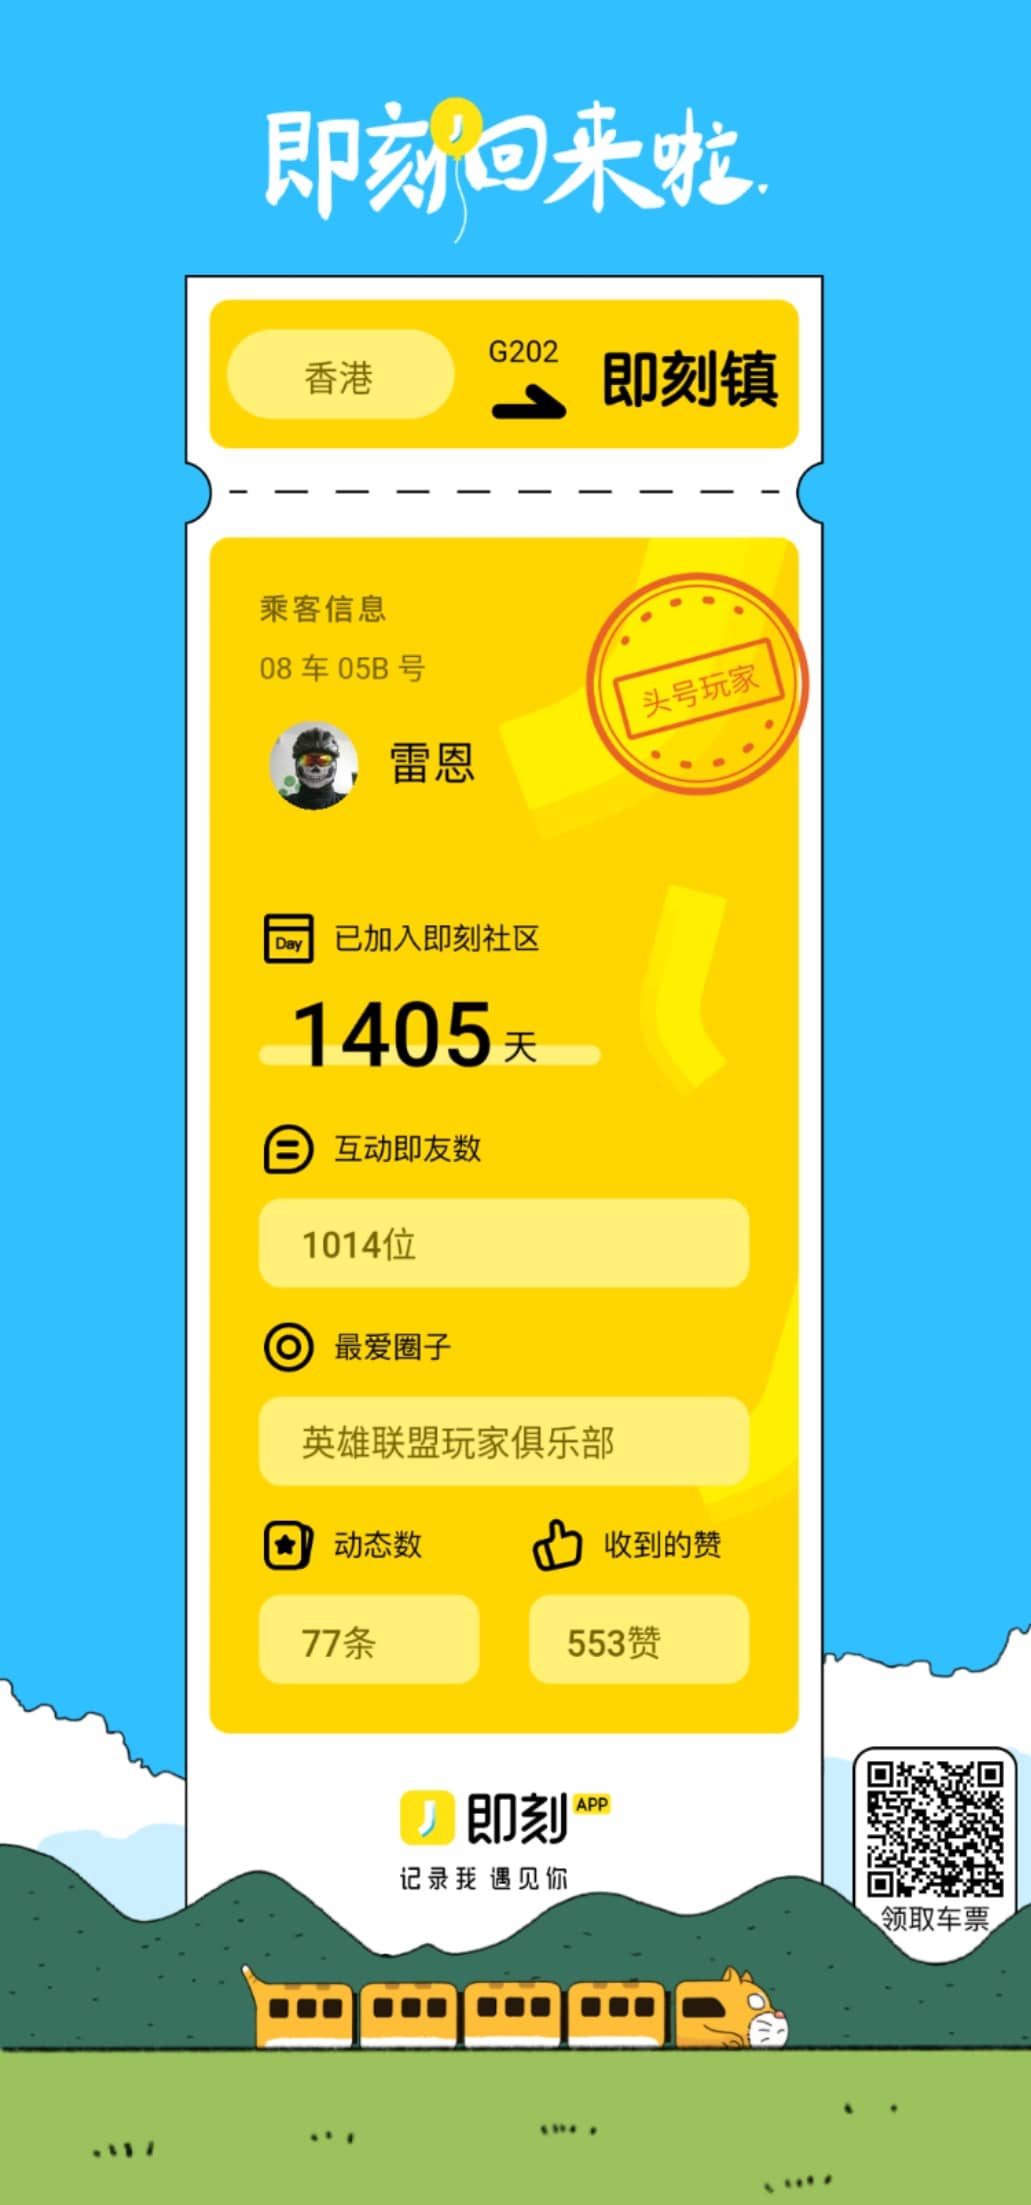 即刻回来啦.
香港
G202
即刻镇
乘客信息
08 车 05B 号
头号玩家
雷恩
Day
已加入即刻社区
1405 天
互动即友数
1014位
最爱圈子
英雄联盟玩家俱乐部
动态数
收到的赞
77条
553赞
即刻 APP
记录我 遇见你
领取车票